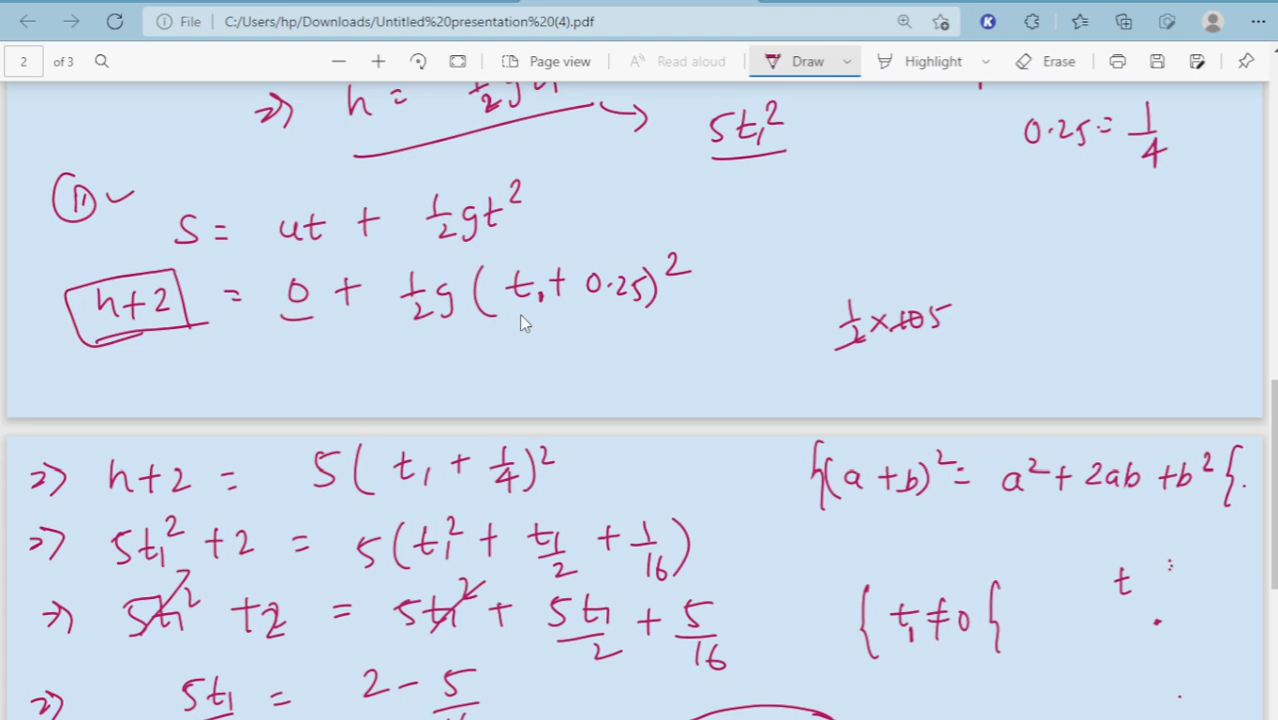 File C:/Users/hp/Downloads/Untitled%20presentation%20(4).pdf
2 of 3 Page view Read aloud Draw Highlight Erase
=> h = ½gt₁
→ 5t₁²
0.25 = 1/4
(II) ✓
S = ut + ½gt²
h+2 = 0 + ½g(t₁ + 0.25)²
½×10 5
=> h+2 = 5(t₁ + 1/4)²
{(a+b)² = a² + 2ab + b²}.
=> 5t₁² + 2 = 5(t₁² + t₁/2 + 1/16)
t
=> 5t₁² + 2 = 5t₁² + 5t₁/2 + 5/16
{t₁≠0}
=> 5t₁ = 2 - 5